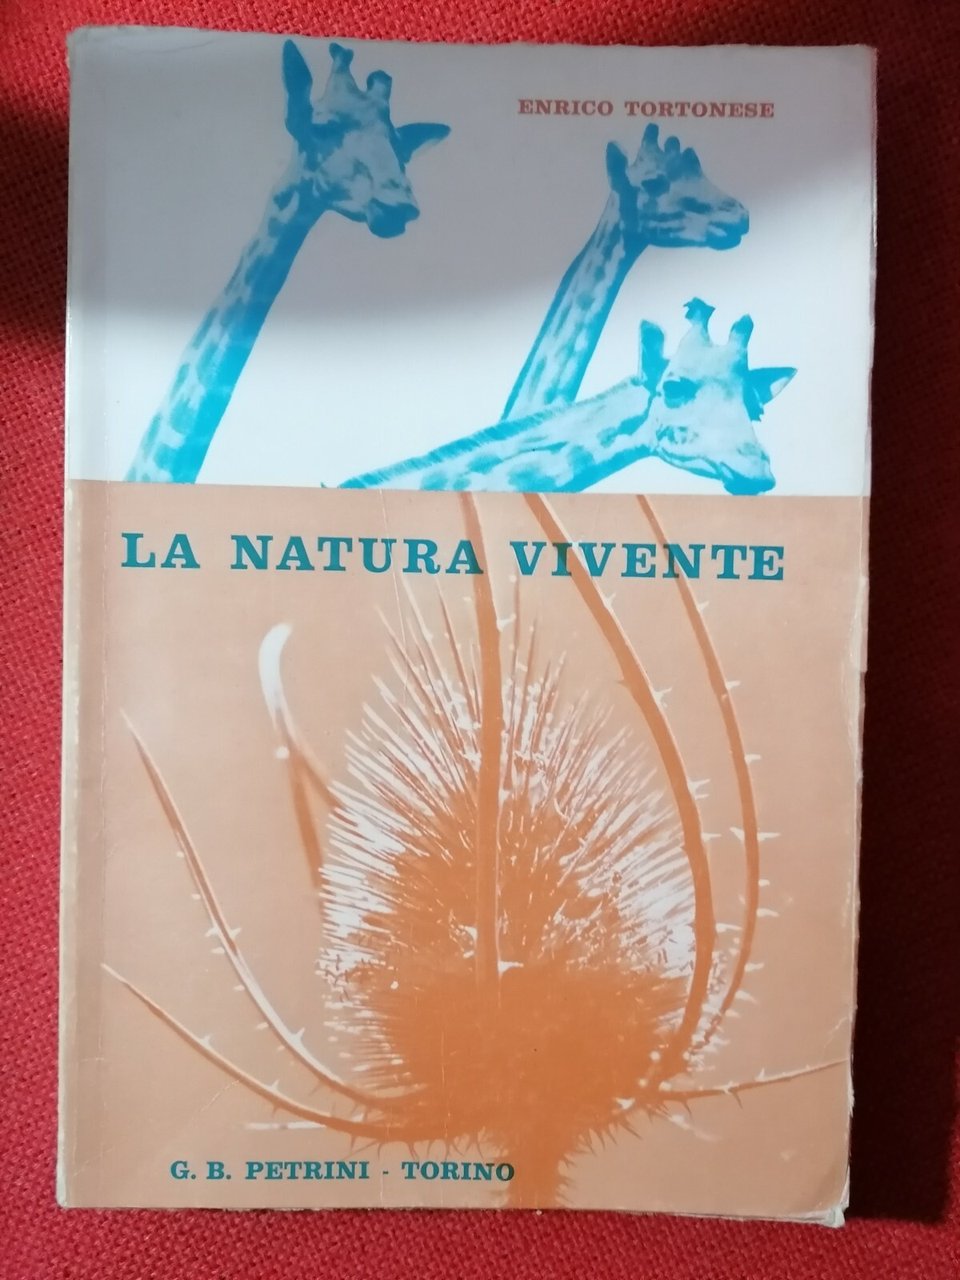 ENRICO TORTONESE
LA NATURA VIVENTE
G. B. PETRINI - TORINO